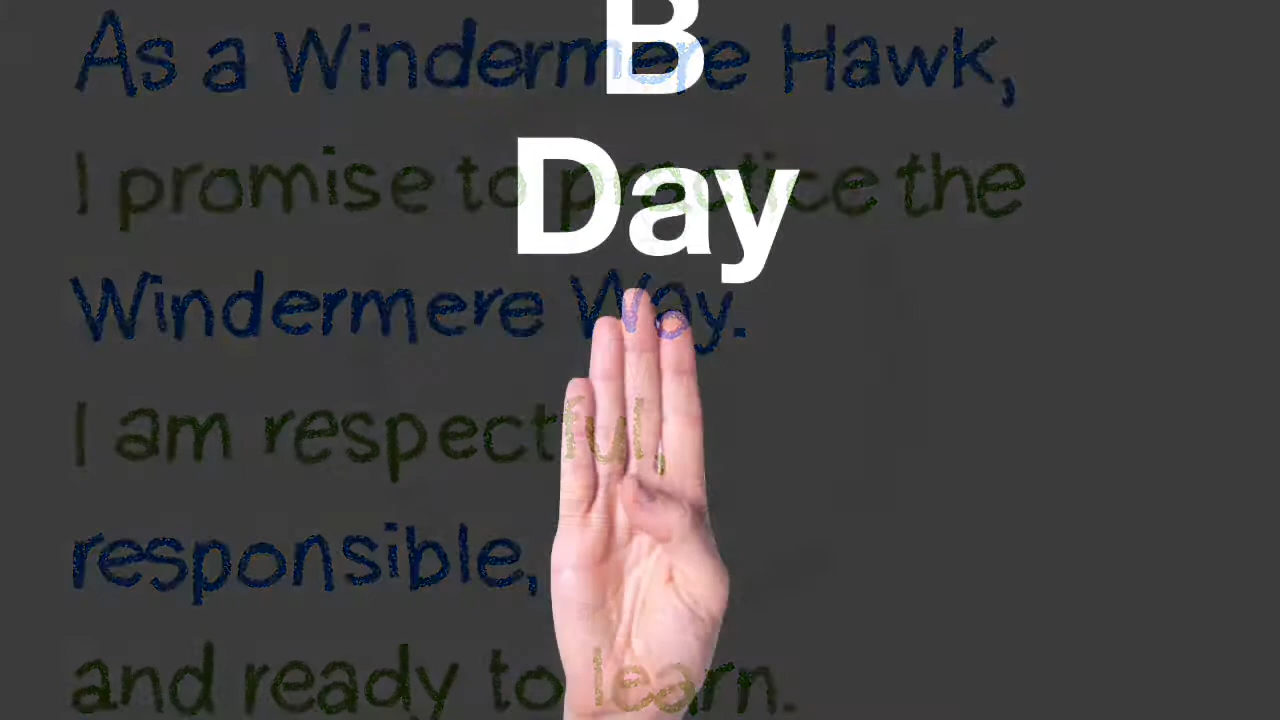 B
Day
As a Windermere Hawk,
I promise to practice the
Windermere Way.
I am respectful,
responsible,
and ready to learn.